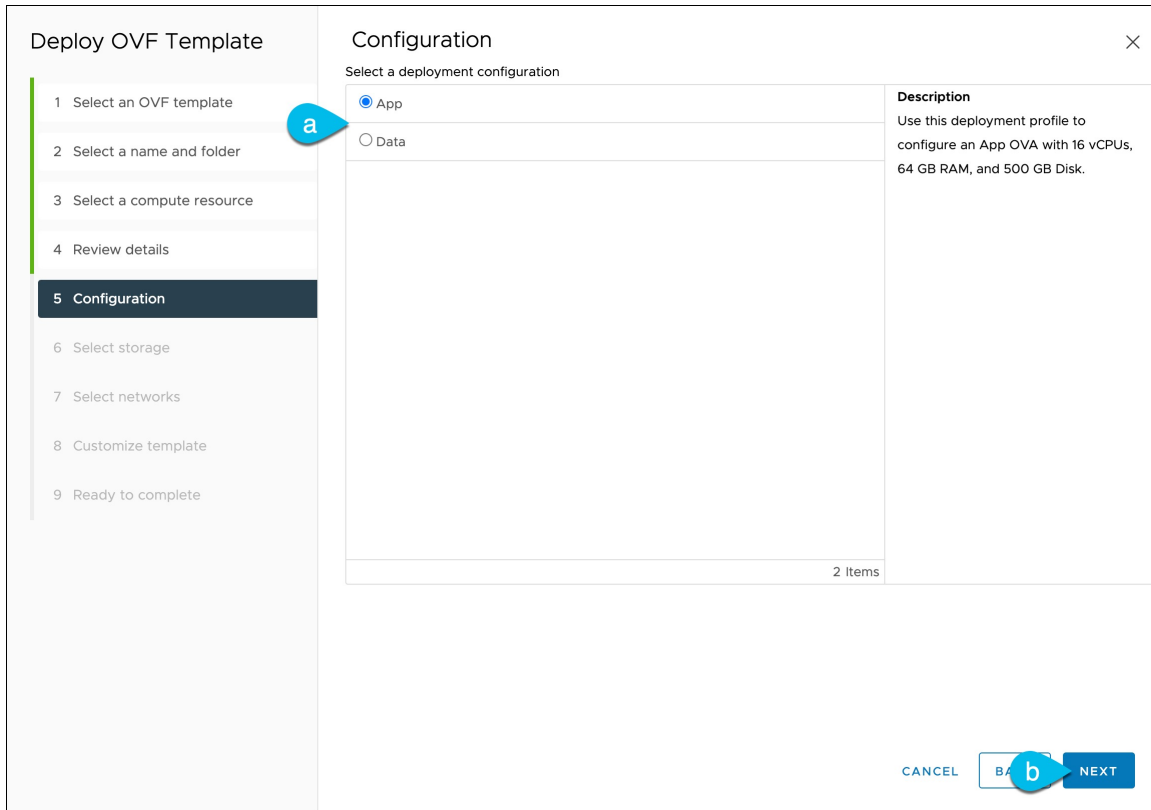 Deploy OVF Template
1 Select an OVF template
2 Select a name and folder
3 Select a compute resource
4 Review details
5 Configuration
6 Select storage
7 Select networks
8 Customize template
9 Ready to complete
Configuration
Select a deployment configuration
a
App
Data
2 Items
Description
Use this deployment profile to
configure an App OVA with 16 vCPUs,
64 GB RAM, and 500 GB Disk.
CANCEL
b
NEXT